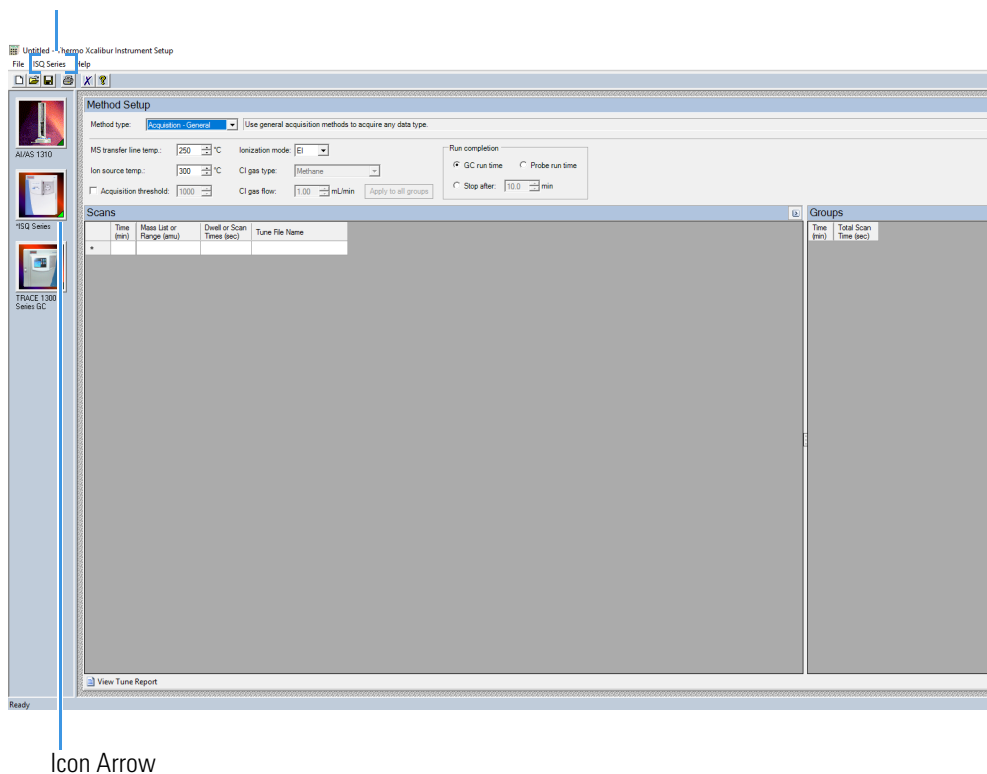 Untitled - Thermo Xcalibur Instrument Setup
File ISQ Series Help
Method Setup
Method type: Acquisition - General Use general acquisition methods to acquire any data type.
MS transfer line temp.: 250 °C Ionization mode: EI Run completion
GC run time Probe run time
AI/AS 1310
Ion source temp.: 300 °C CI gas type: Methane
Acquisition threshold: 1000 CI gas flow: 1.00 mL/min Apply to all groups Stop after: 10.0 min
Scans Groups
Time (min) Mass List or Range (amu) Dwell or Scan Times (sec) Tune File Name Time (min) Total Scan Time (sec)
*
*ISQ Series
TRACE 1300
Series GC
View Tune Report
Ready
Icon Arrow